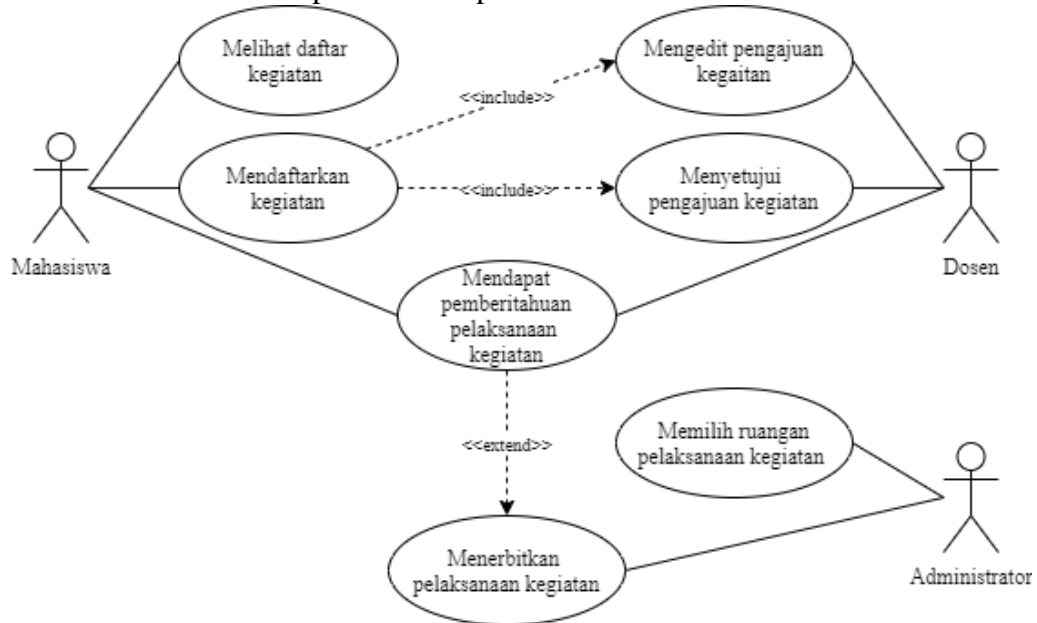 Melihat daftar
kegiatan
Mengedit pengajuan
kegaitan
<<include>>
Mendaftarkan
kegiatan
<<include>>
Menyetujui
pengajuan kegiatan
Mahasiswa
Dosen
Mendapat
pemberitahuan
pelaksanaan
kegiatan
<<extend>>
Memilih ruangan
pelaksanaan kegiatan
Menerbitkan
pelaksanaan kegiatan
Administrator